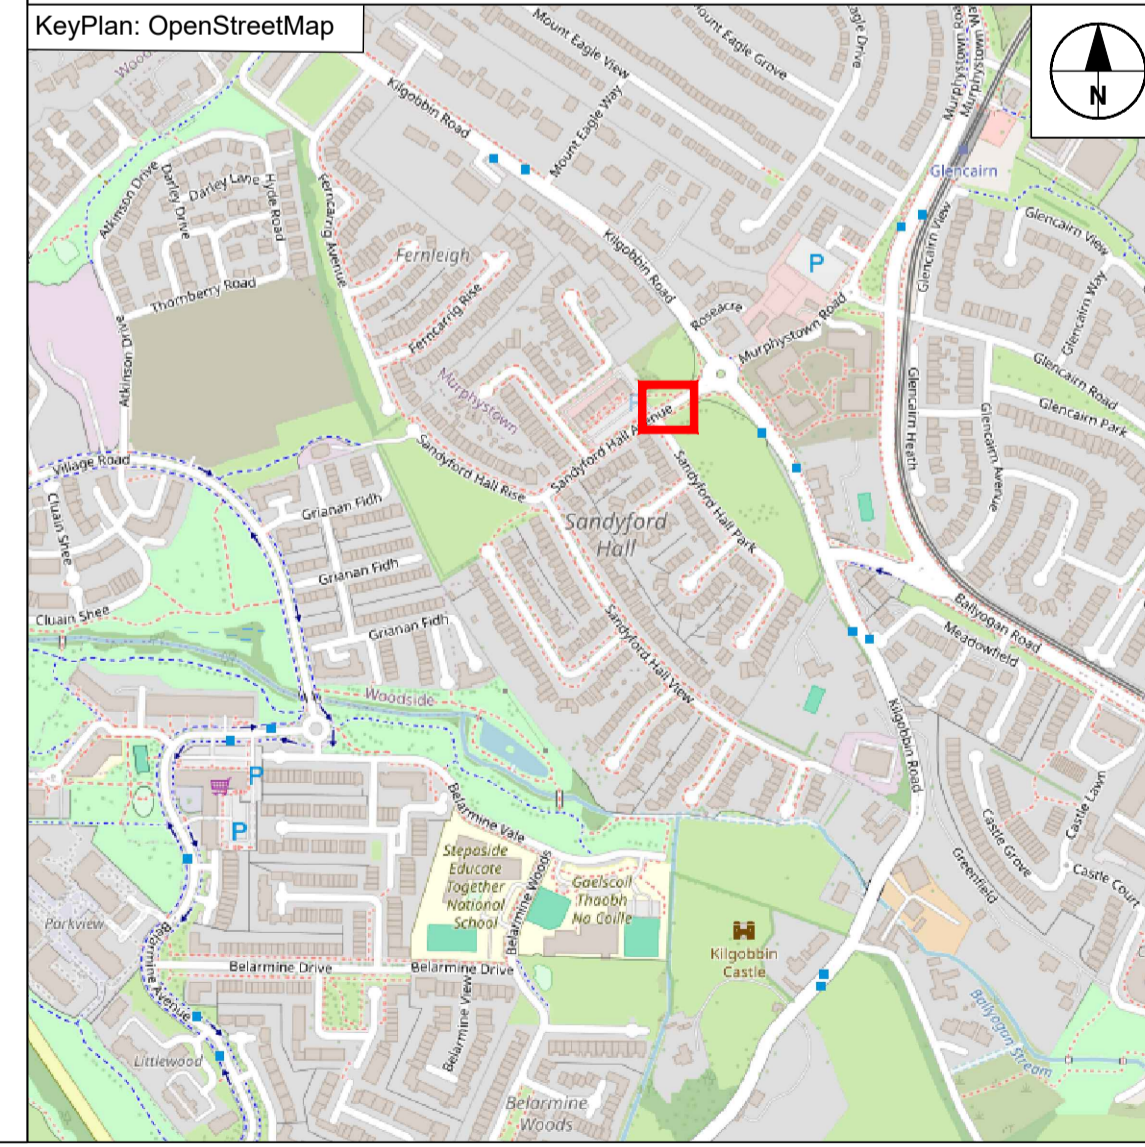 KeyPlan: OpenStreetMap
N
Mount Eagle View
Mount Eagle Grove
Eagle Drive
Murphystown Road
Murphystown
Kilgobbin Road
Mount Eagle Way
Glencairn
Atkinson Drive
Darley Drive
Darley Lane
Hyde Road
Ferncarrig Avenue
Fernleigh
Kilgobbin Road
P
Glencairn View
Glencairn View
Glencairn Way
Thornberry Road
Ferncarrig Rise
Roseacre
Murphystown Road
Atkinson Drive
Murphystown
Glencairn Heath
Glencairn Road
Glencairn Park
Glencairn Avenue
Sandyford Hall Avenue
Village Road
Sandyford Hall Rise
Cluain Shee
Grianan Fidh
Sandyford
Hall
Sandyford Hall Park
Grianan Fidh
Cluain Shee
Grianan Fidh
Sandyford Hall View
Ballyogan Road
Meadowfield
Woodside
Kilgobbin Road
P
P
Belarmine Vale
Stepaside
Educate
Together
National
School
Belarmine Woods
Gaelscoil
Thaobh
Na Coille
Castle Grove
Castle Lawn
Greenfield
Castle Court
Parkview
Kilgobbin
Castle
Belarmine Drive
Belarmine Drive
Belarmine Avenue
Belarmine View
Ballyogan
Stream
Littlewood
Belarmine
Woods